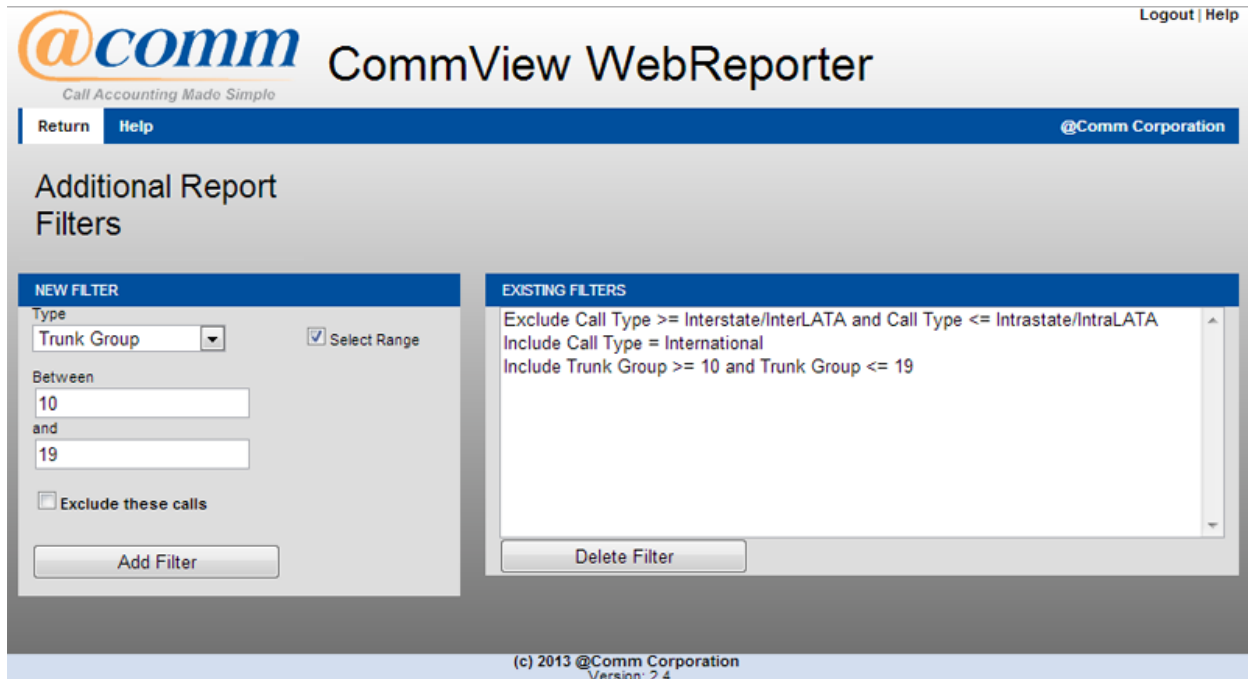 Logout | Help
@comm
Call Accounting Made Simple
CommView WebReporter
Return Help @Comm Corporation
Additional Report
Filters
NEW FILTER
Type
Trunk Group Select Range
Between
10
and
19
Exclude these calls
Add Filter
EXISTING FILTERS
Exclude Call Type >= Interstate/InterLATA and Call Type <= Intrastate/IntraLATA
Include Call Type = International
Include Trunk Group >= 10 and Trunk Group <= 19
Delete Filter
(c) 2013 @Comm Corporation
Version: 2.4